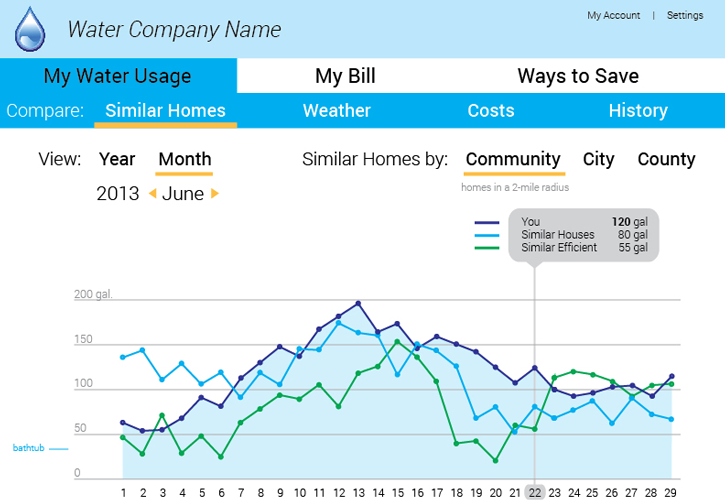 My Account | Settings
Water Company Name
My Water Usage My Bill Ways to Save
Compare: Similar Homes Weather Costs History
View: Year Month Similar Homes by: Community City County
2013 June homes in a 2-mile radius
You 120 gal
Similar Houses 80 gal
Similar Efficient 55 gal
200 gal.
150
100
50
bathtub
0
1 2 3 4 5 6 7 8 9 10 11 12 13 14 15 16 17 18 19 20 21 22 23 24 25 26 27 28 29